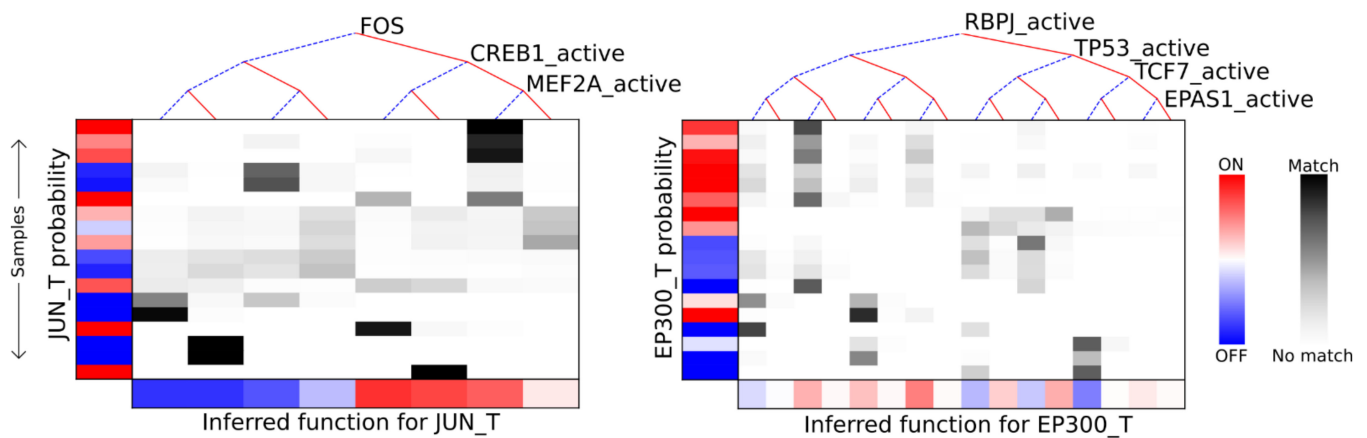 FOS
CREB1_active
MEF2A_active
Samples
JUN_T probability
Inferred function for JUN_T
RBPJ_active
TP53_active
TCF7_active
EPAS1_active
EP300_T probability
Inferred function for EP300_T
ON
OFF
Match
No match